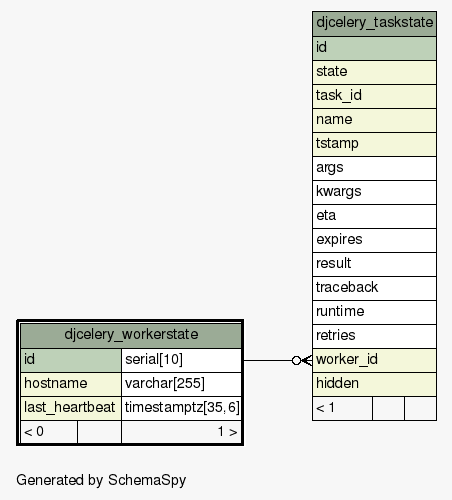 djcelery_taskstate
id
state
task_id
name
tstamp
args
kwargs
eta
expires
result
traceback
runtime
retries
worker_id
hidden
< 1
djcelery_workerstate
id serial[10]
hostname varchar[255]
last_heartbeat timestamptz[35,6]
< 0 1 >
Generated by SchemaSpy